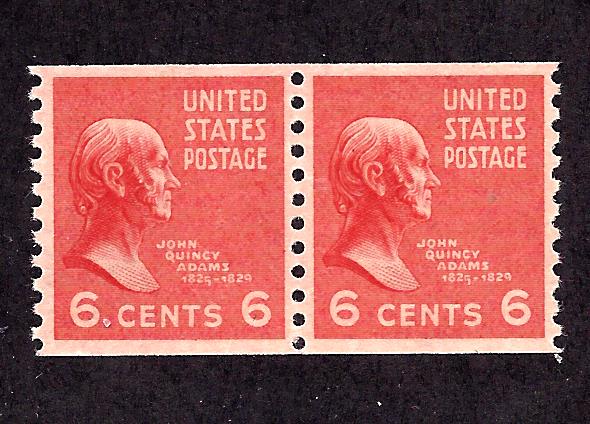 UNITED
STATES
POSTAGE
JOHN
QUINCY
ADAMS
1825-1829
6 CENTS 6
UNITED
STATES
POSTAGE
JOHN
QUINCY
ADAMS
1825-1829
6 CENTS 6